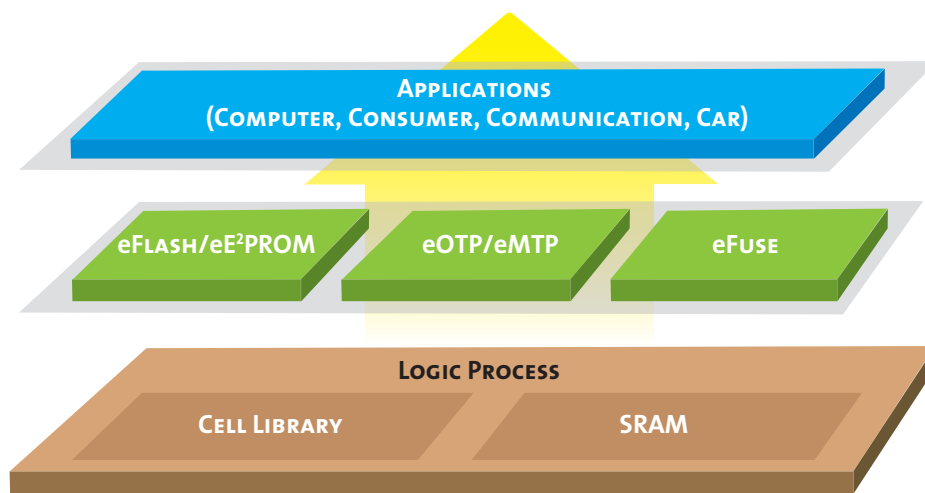 Applications
(Computer, Consumer, Communication, Car)
eFlash/eE²PROM
eOTP/eMTP
eFuse
Logic Process
Cell Library
SRAM